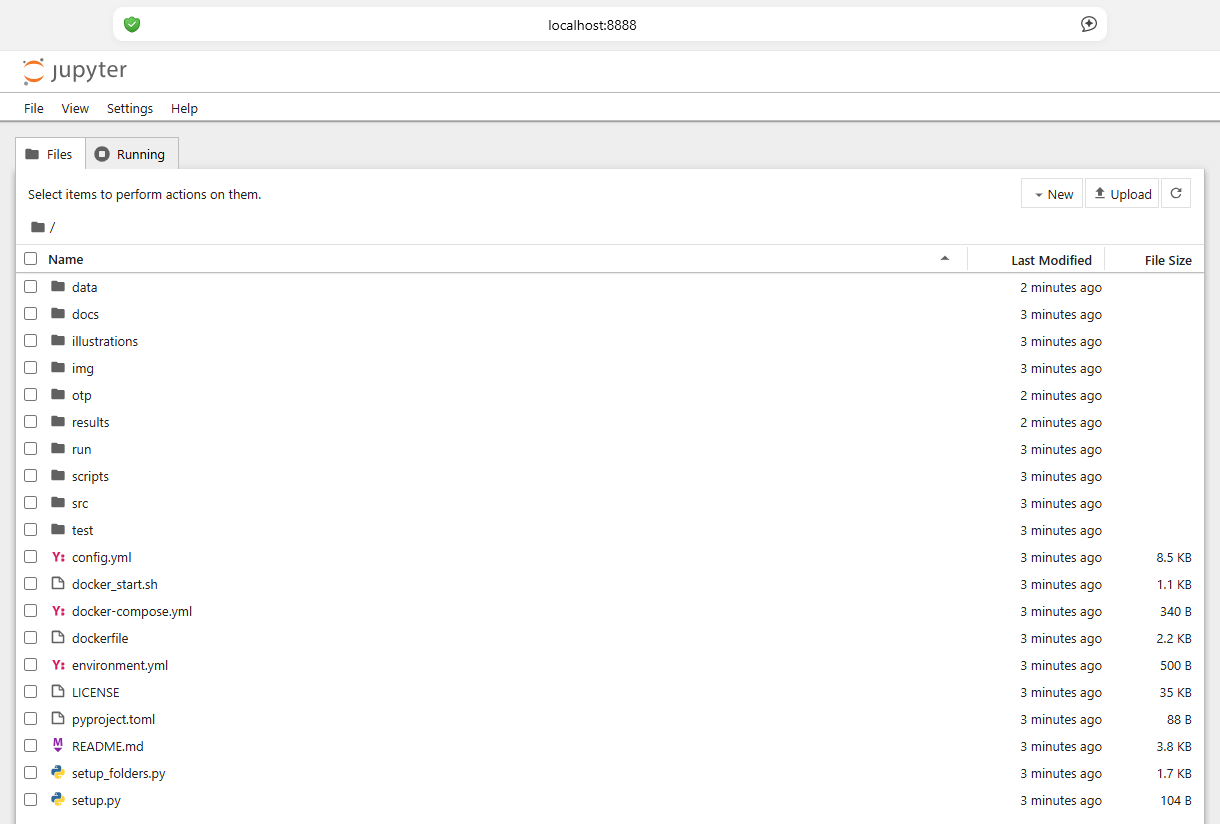 localhost:8888
jupyter
File View Settings Help
Files Running
Select items to perform actions on them.
New Upload
/
Name Last Modified File Size
data 2 minutes ago
docs 3 minutes ago
illustrations 3 minutes ago
img 3 minutes ago
otp 2 minutes ago
results 2 minutes ago
run 3 minutes ago
scripts 3 minutes ago
src 3 minutes ago
test 3 minutes ago
Y: config.yml 3 minutes ago 8.5 KB
docker_start.sh 3 minutes ago 1.1 KB
Y: docker-compose.yml 3 minutes ago 340 B
dockerfile 3 minutes ago 2.2 KB
Y: environment.yml 3 minutes ago 500 B
LICENSE 3 minutes ago 35 KB
pyproject.toml 3 minutes ago 88 B
M README.md 3 minutes ago 3.8 KB
setup_folders.py 3 minutes ago 1.7 KB
setup.py 3 minutes ago 104 B